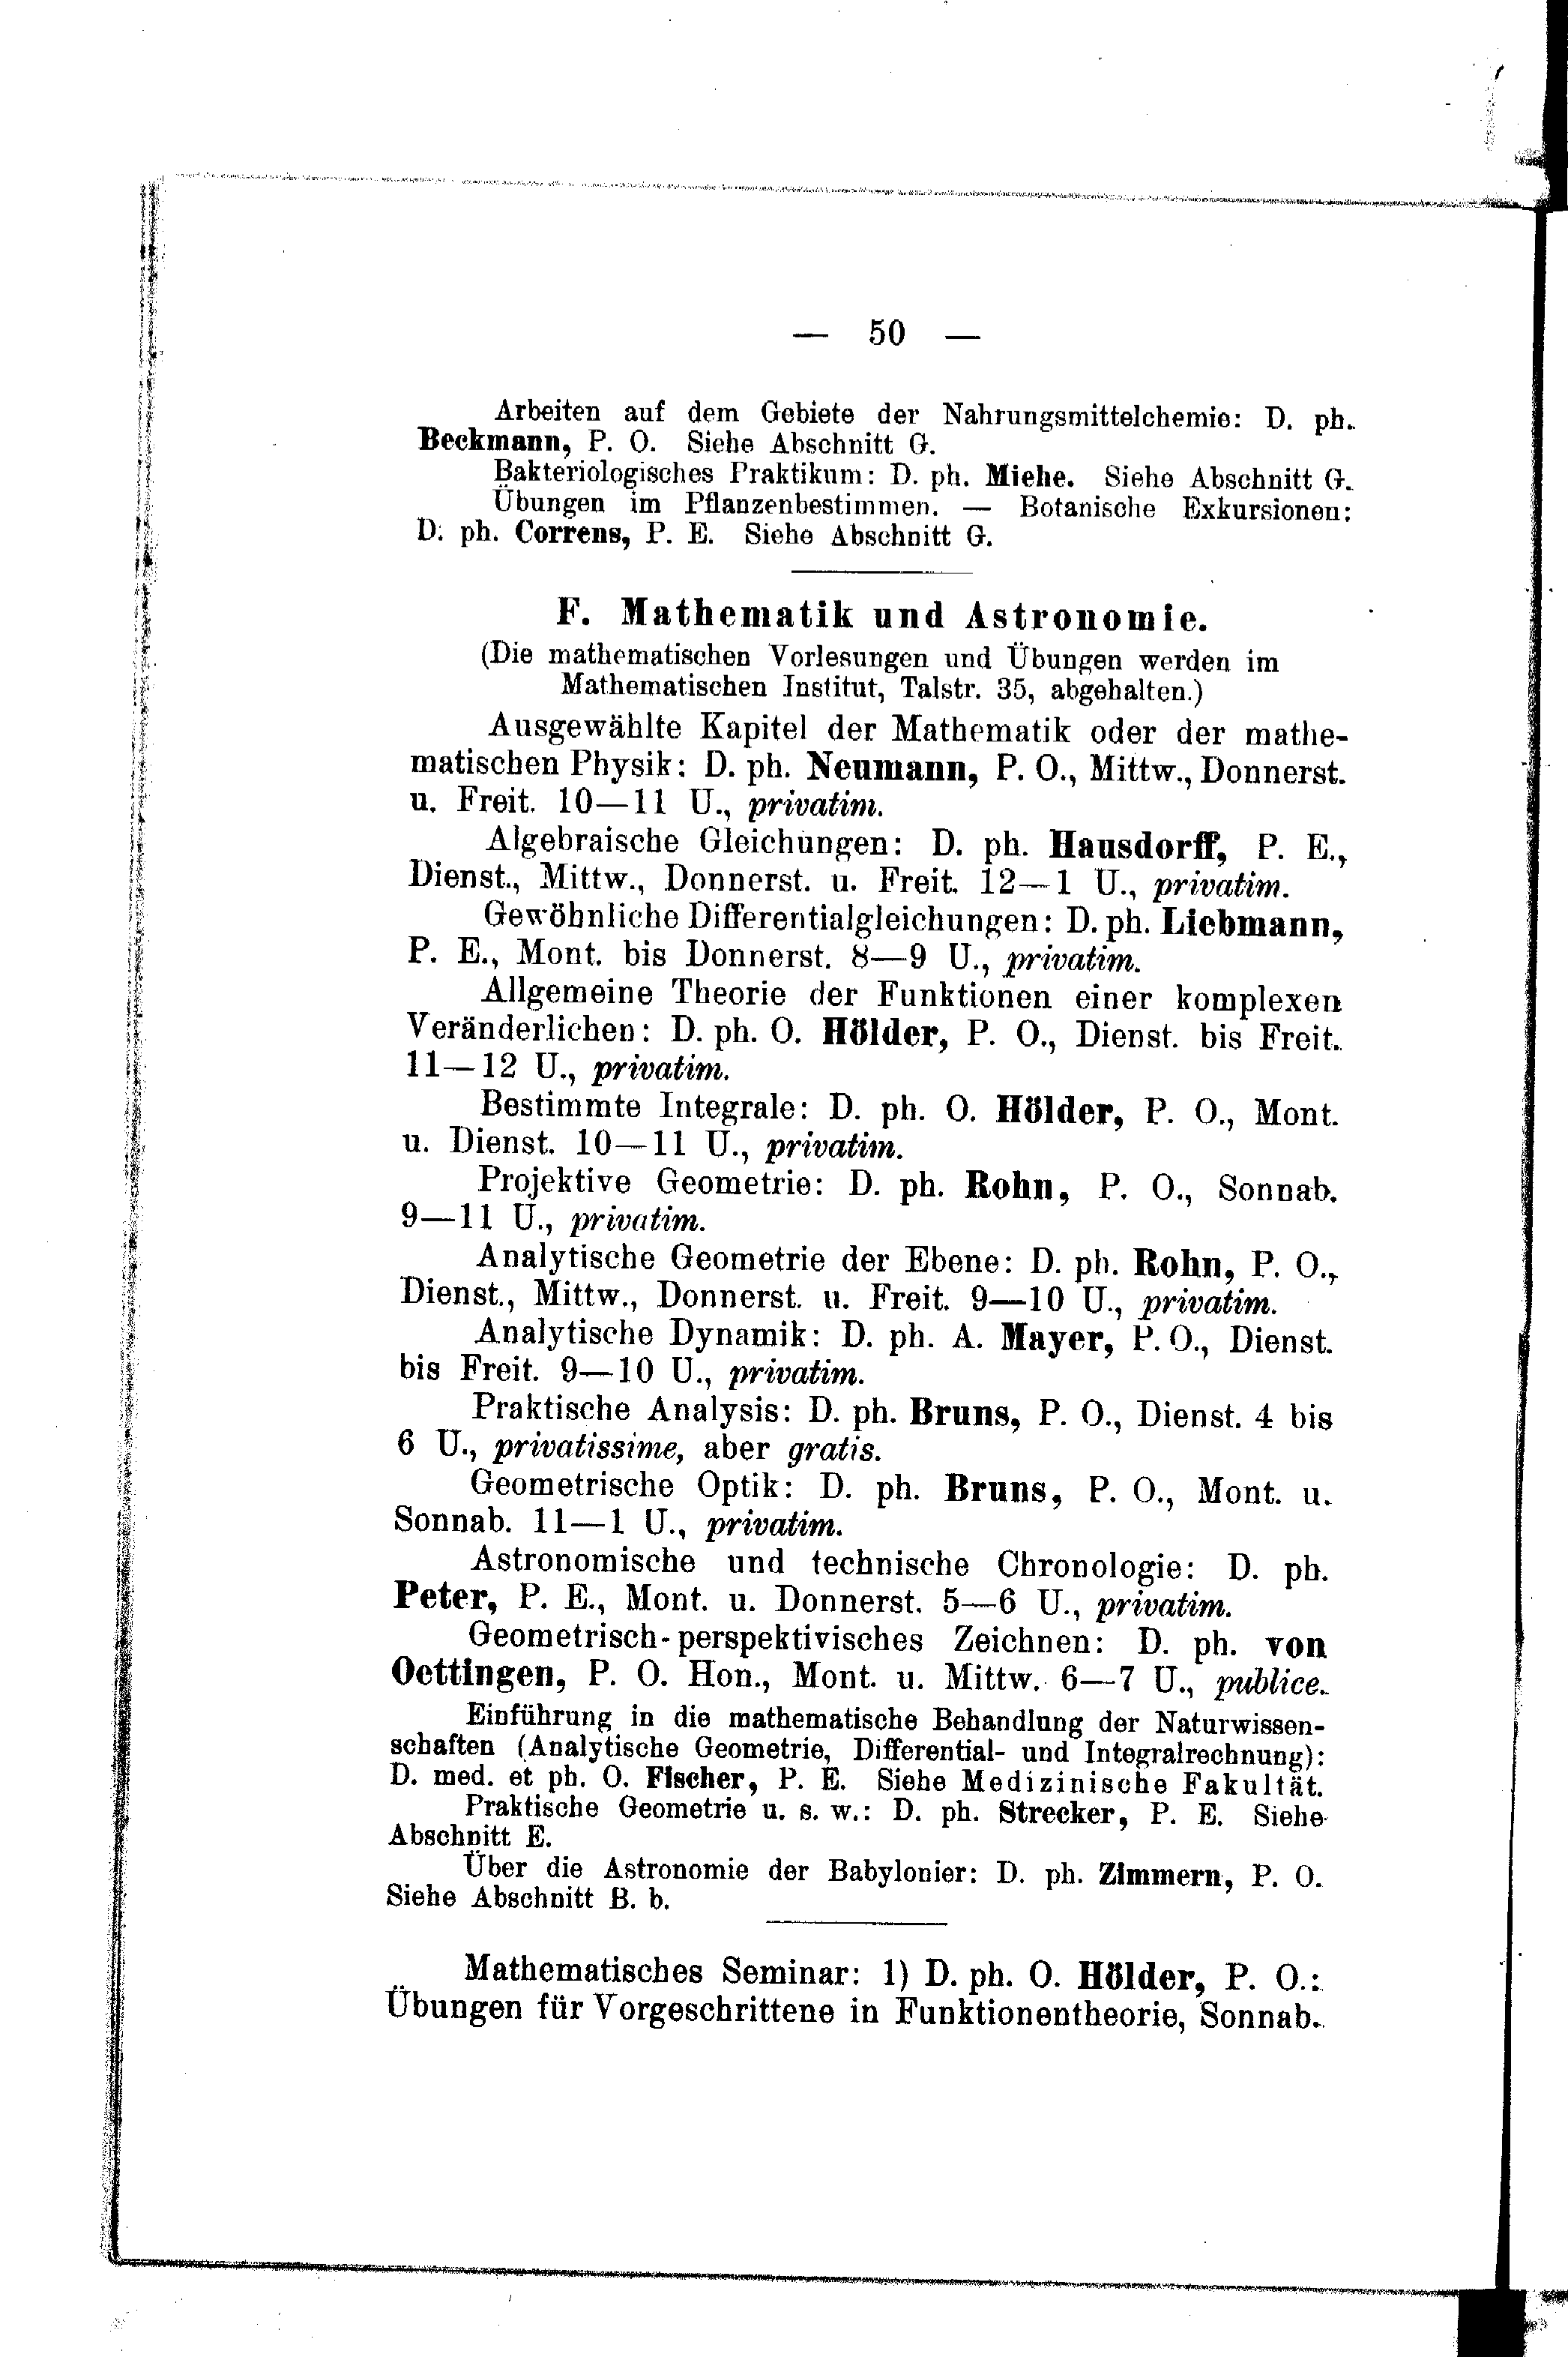 — 50 —
Arbeiten auf dem Gebiete der Nahrungsmittelchemie: D. ph.
Beckmann, P. O. Siehe Abschnitt G.
Bakteriologisches Praktikum: D. ph. Miehe. Siehe Abschnitt G.
Übungen im Pflanzenbestimmen. — Botanische Exkursionen:
D. ph. Correns, P. E. Siehe Abschnitt G.
F. Mathematik und Astronomie.
(Die mathematischen Vorlesungen und Übungen werden im
Mathematischen Institut, Talstr. 35, abgehalten.)
Ausgewählte Kapitel der Mathematik oder der mathe-
matischen Physik: D. ph. Neumann, P. O., Mittw., Donnerst.
u. Freit. 10—11 U., privatim.
Algebraische Gleichungen: D. ph. Hausdorff, P. E.,
Dienst., Mittw., Donnerst. u. Freit. 12—1 U., privatim.
Gewöhnliche Differentialgleichungen: D. ph. Liebmann,
P. E., Mont. bis Donnerst. 8—9 U., privatim.
Allgemeine Theorie der Funktionen einer komplexen
Veränderlichen: D. ph. O. Hölder, P. O., Dienst. bis Freit.
11—12 U., privatim.
Bestimmte Integrale: D. ph. O. Hölder, P. O., Mont.
u. Dienst. 10—11 U., privatim.
Projektive Geometrie: D. ph. Rohn, P. O., Sonnab.
9—11 U., privatim.
Analytische Geometrie der Ebene: D. ph. Rohn, P. O.,
Dienst., Mittw., Donnerst. u. Freit. 9—10 U., privatim.
Analytische Dynamik: D. ph. A. Mayer, P. O., Dienst.
bis Freit. 9—10 U., privatim.
Praktische Analysis: D. ph. Bruns, P. O., Dienst. 4 bis
6 U., privatissime, aber gratis.
Geometrische Optik: D. ph. Bruns, P. O., Mont. u.
Sonnab. 11—1 U., privatim.
Astronomische und technische Chronologie: D. ph.
Peter, P. E., Mont. u. Donnerst. 5—6 U., privatim.
Geometrisch-perspektivisches Zeichnen: D. ph. von
Oettingen, P. O. Hon., Mont. u. Mittw. 6—7 U., publice.
Einführung in die mathematische Behandlung der Naturwissen-
schaften (Analytische Geometrie, Differential- und Integralrechnung):
D. med. et ph. O. Fischer, P. E. Siehe Medizinische Fakultät.
Praktische Geometrie u. s. w.: D. ph. Strecker, P. E. Siehe
Abschnitt E.
Über die Astronomie der Babylonier: D. ph. Zimmern, P. O.
Siehe Abschnitt B. b.
Mathematisches Seminar: 1) D. ph. O. Hölder, P. O.:
Übungen für Vorgeschrittene in Funktionentheorie, Sonnab.